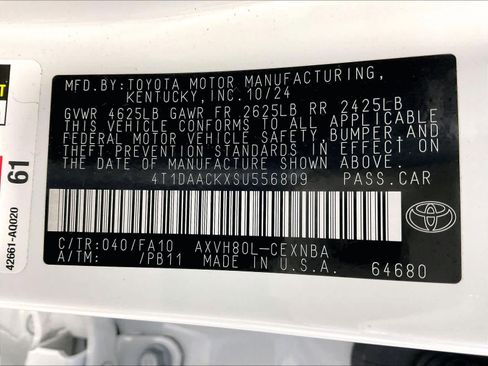 MFD.BY:TOYOTA MOTOR MANUFACTURING,
KENTUCKY,INC.10/24
GVWR 4625LB GAWR FR 2625LB RR 2425LB
THIS VEHICLE CONFORMS TO ALL APPLICABLE
FEDERAL MOTOR VEHICLE SAFETY,BUMPER AND
THEFT PREVENTION STANDARDS IN EFFECT ON
THE DATE OF MANUFACTURE SHOWN ABOVE.
4T1DAACKXSU556809 PASS.CAR
C/TR:040/FA10 AXVH80L-CEXNBA
A/TM: /PB11 MADE IN U.S.A. 64680
42661-AQ020 61